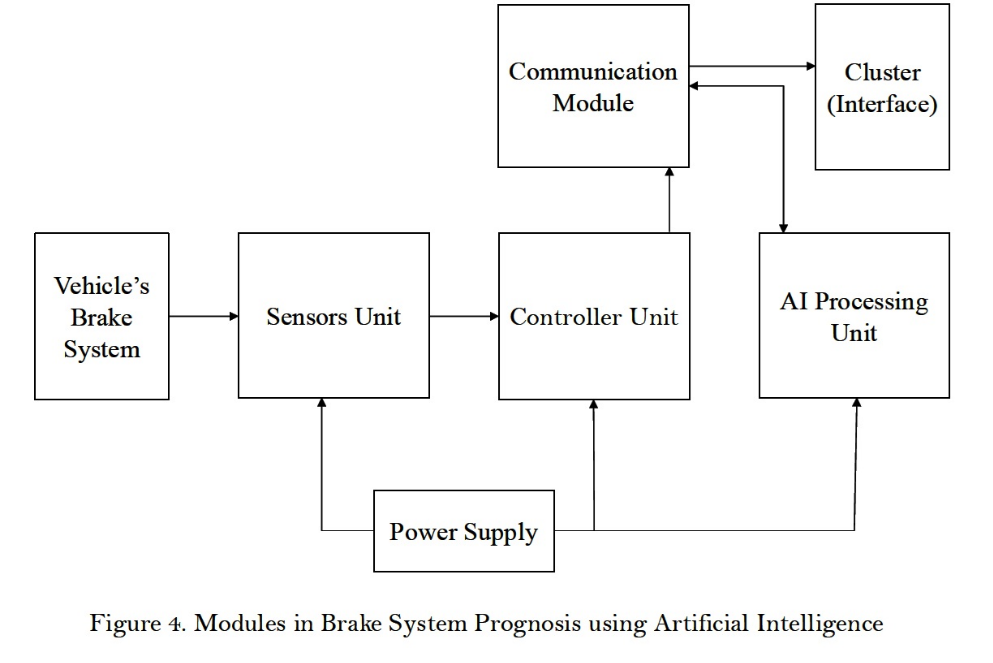 Communication
Module
Cluster
(Interface)
Vehicle’s
Brake
System
Sensors Unit
Controller Unit
AI Processing
Unit
Power Supply
Figure 4. Modules in Brake System Prognosis using Artificial Intelligence